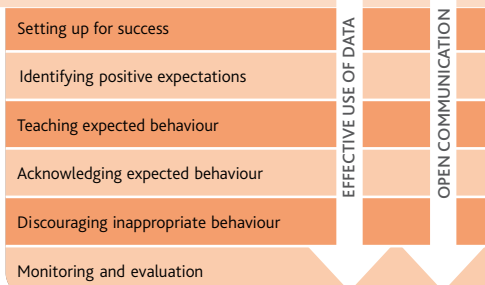 Setting up for success
Identifying positive expectations
Teaching expected behaviour
Acknowledging expected behaviour
Discouraging inappropriate behaviour
Monitoring and evaluation
EFFECTIVE USE OF DATA
OPEN COMMUNICATION